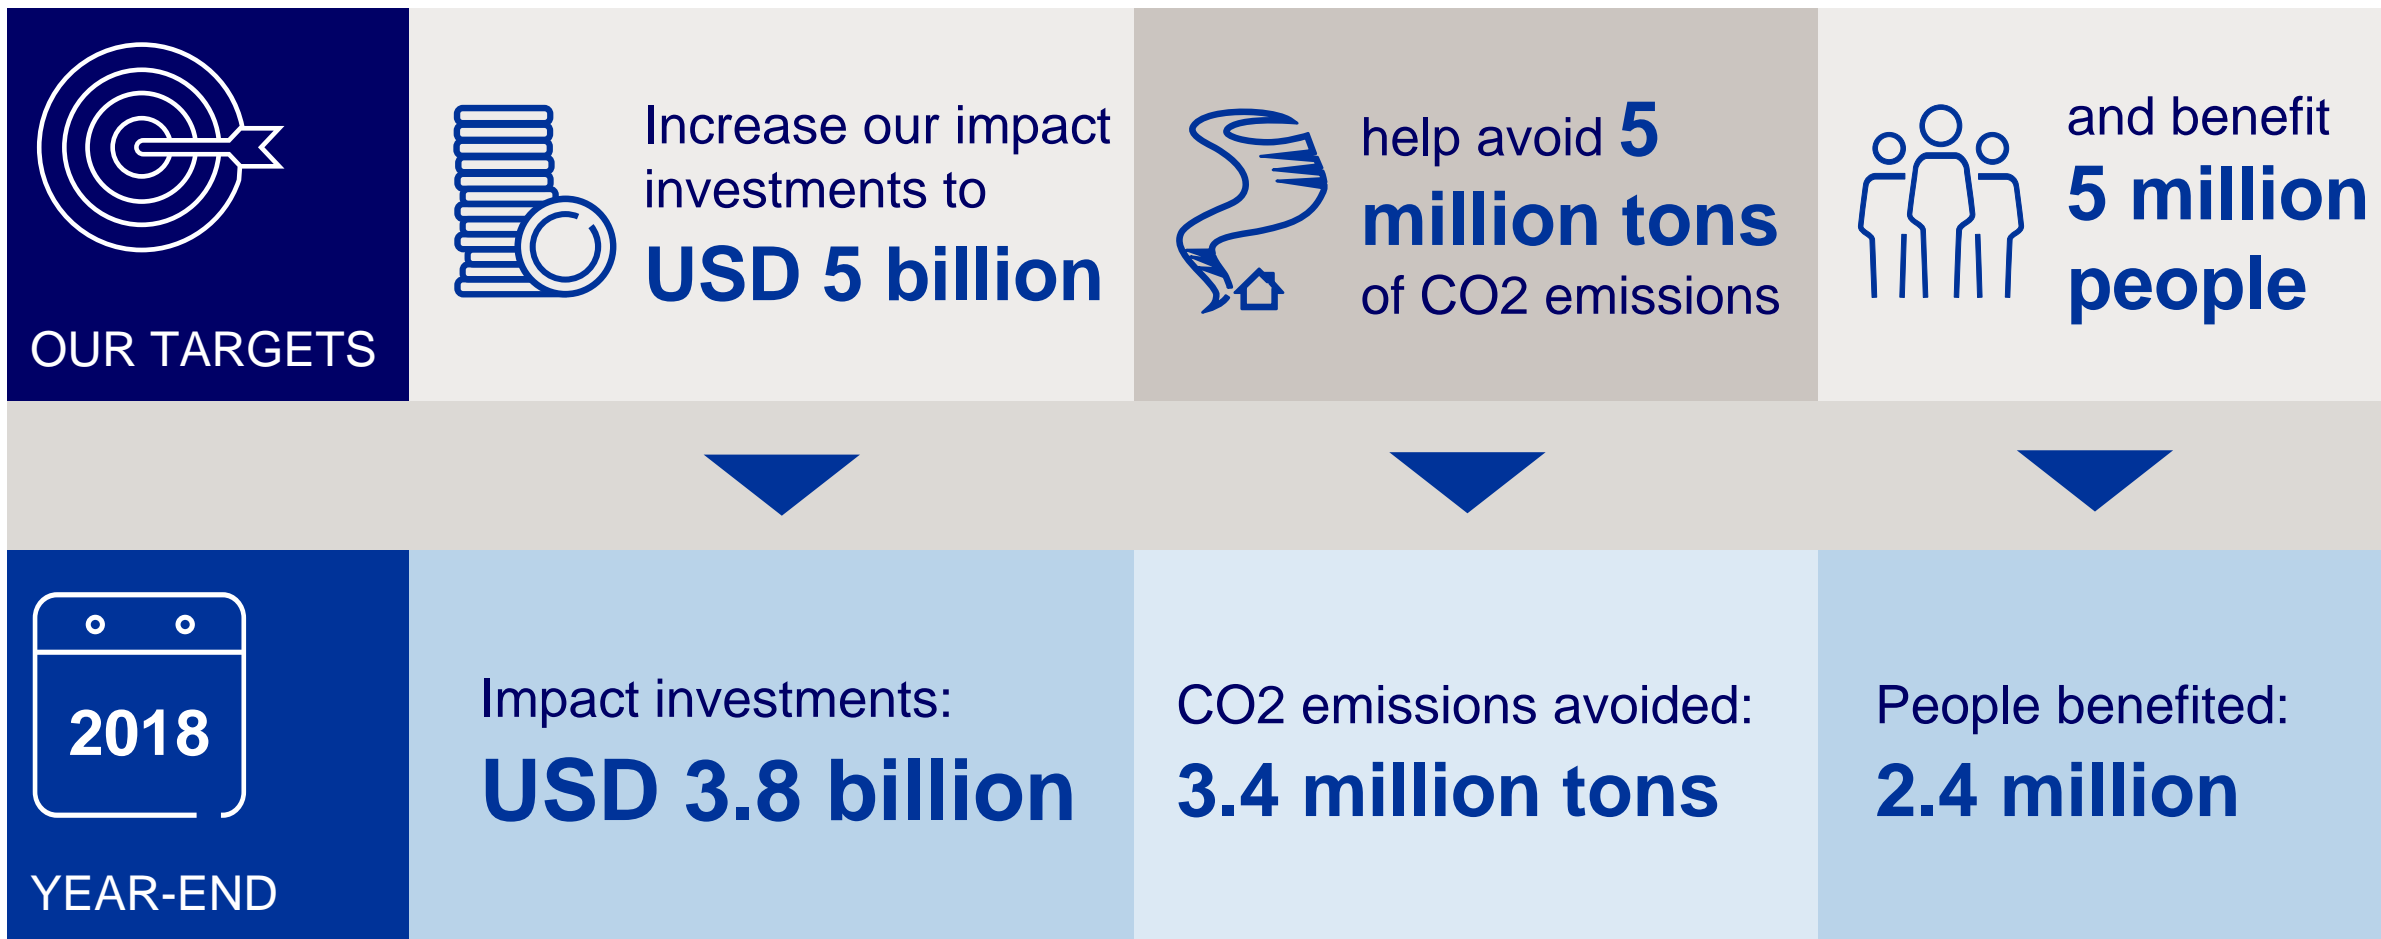 OUR TARGETS
Increase our impact
investments to
USD 5 billion
help avoid 5
million tons
of CO2 emissions
and benefit
5 million
people
2018
YEAR-END
Impact investments:
USD 3.8 billion
CO2 emissions avoided:
3.4 million tons
People benefited:
2.4 million